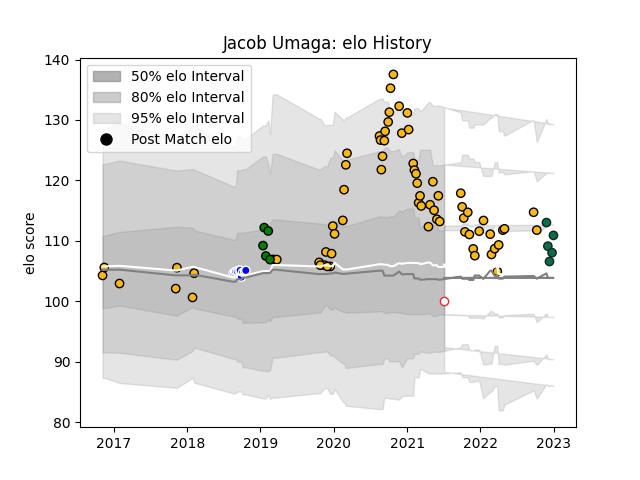 Jacob Umaga: elo History
50% elo Interval
80% elo Interval
95% elo Interval
Post Match elo
elo score
140
130
120
110
100
90
80
2017 2018 2019 2020 2021 2022 2023